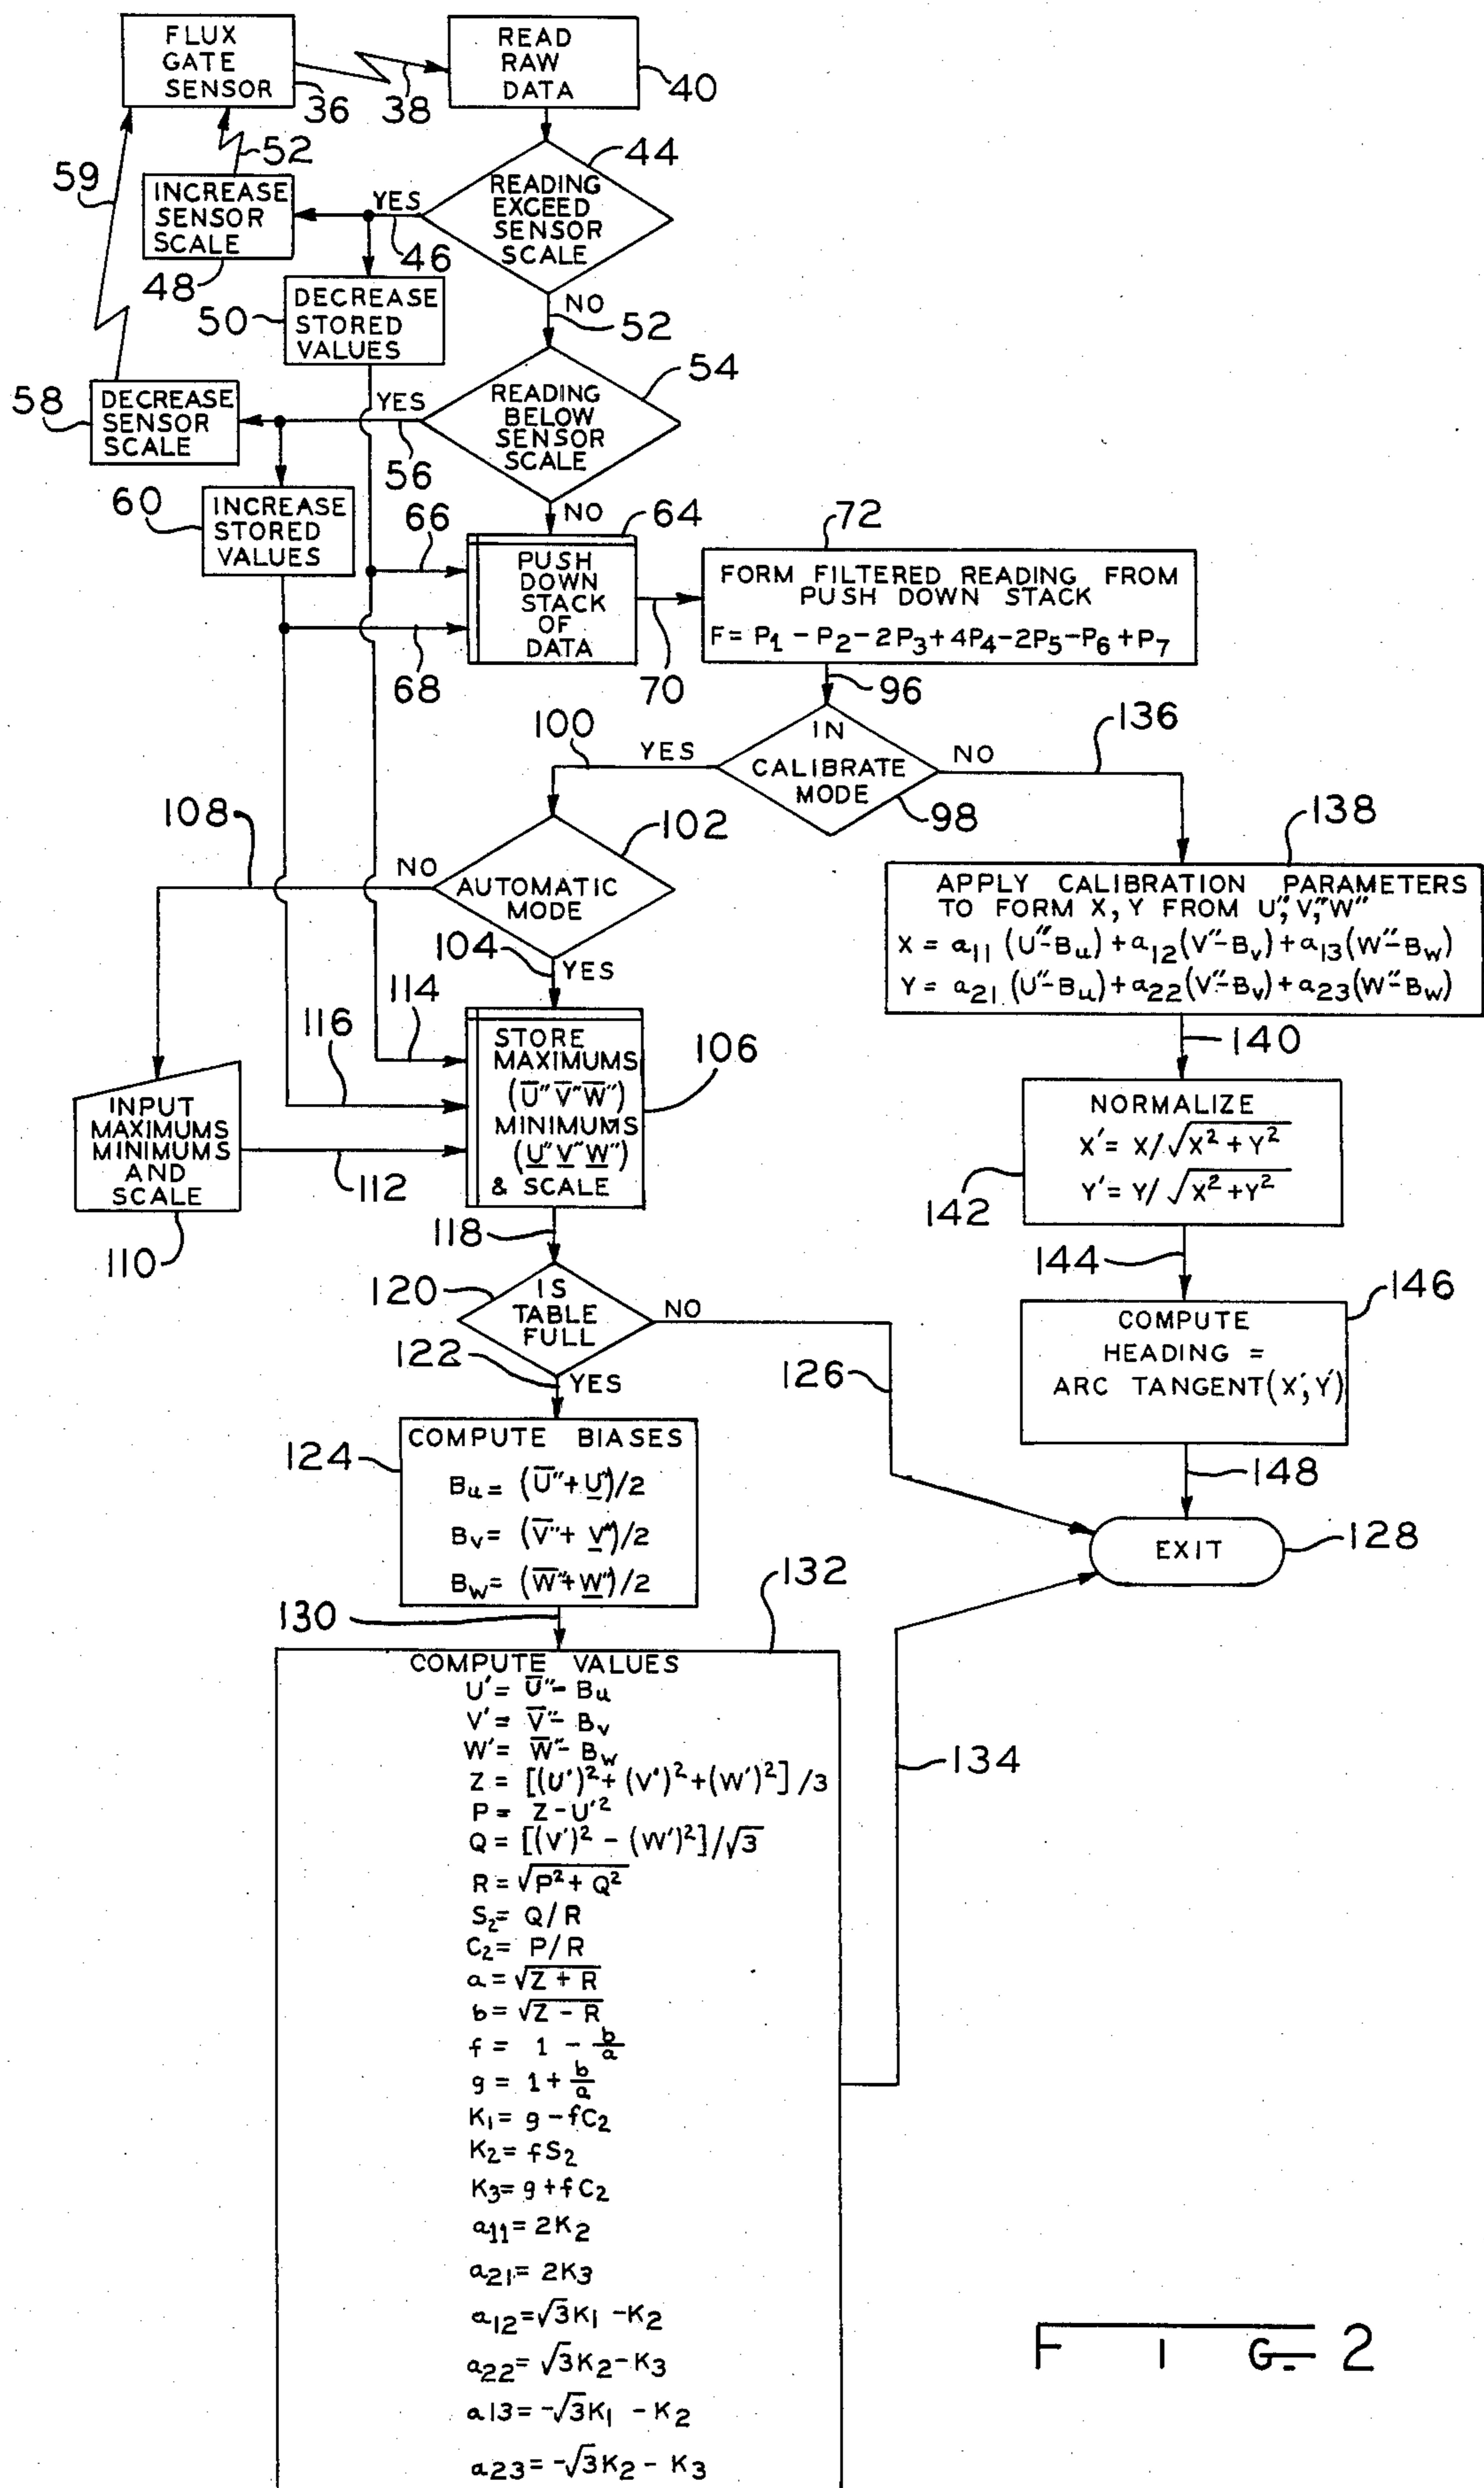 FLUX
GATE
SENSOR
36
38
READ
RAW
DATA
40
52
59
44
READING
EXCEED
SENSOR
SCALE
YES
46
INCREASE
SENSOR
SCALE
48
50
DECREASE
STORED
VALUES
NO
52
54
READING
BELOW
SENSOR
SCALE
YES
56
58
DECREASE
SENSOR
SCALE
60
INCREASE
STORED
VALUES
NO
66
64
PUSH
DOWN
STACK
OF
DATA
68
70
72
FORM FILTERED READING FROM
PUSH DOWN STACK
F = P₁ - P₂ - 2P₃ + 4P₄ - 2P₅ - P₆ + P₇
96
IN
CALIBRATE
MODE
98
YES
100
NO
136
108
102
AUTOMATIC
MODE
NO
104
YES
138
APPLY CALIBRATION PARAMETERS
TO FORM X, Y FROM U″, V″, W″
X = a₁₁ (U″-Bᵤ) + a₁₂ (V″-Bᵥ) + a₁₃ (W″-B_w)
Y = a₂₁ (U″-Bᵤ) + a₂₂ (V″-Bᵥ) + a₂₃ (W″-B_w)
114
116
STORE
MAXIMUMS
(U̅″ V̅″ W̅″)
MINIMUMS
(U̲″ V̲″ W̲″)
& SCALE
106
140
INPUT
MAXIMUMS
MINIMUMS
AND
SCALE
110
112
NORMALIZE
X′ = X/√X² + Y²
Y′ = Y/√X² + Y²
142
118
144
120
IS
TABLE
FULL
NO
122
YES
126
146
COMPUTE
HEADING =
ARC TANGENT (X′, Y′)
148
EXIT
128
124
COMPUTE BIASES
Bᵤ = (U̅″ + U̲″)/2
Bᵥ = (V̅″ + V̲″)/2
B_w = (W̅″ + W̲″)/2
130
132
COMPUTE VALUES
U′ = U̅″ - Bᵤ
V′ = V̅″ - Bᵥ
W′ = W̅″ - B_w
Z = [(U′)² + (V′)² + (W′)²] /3
P = Z - U′²
Q = [(V′)² - (W′)²]/√3
R = √P² + Q²
S₂ = Q/R
C₂ = P/R
a = √Z + R
b = √Z - R
f = 1 - b/a
g = 1 + b/a
K₁ = g - fC₂
K₂ = fS₂
K₃ = g + fC₂
a₁₁ = 2K₂
a₂₁ = 2K₃
a₁₂ = √3K₁ - K₂
a₂₂ = √3K₂ - K₃
a13 = -√3K₁ - K₂
a₂₃ = -√3K₂ - K₃
134
FIG. 2